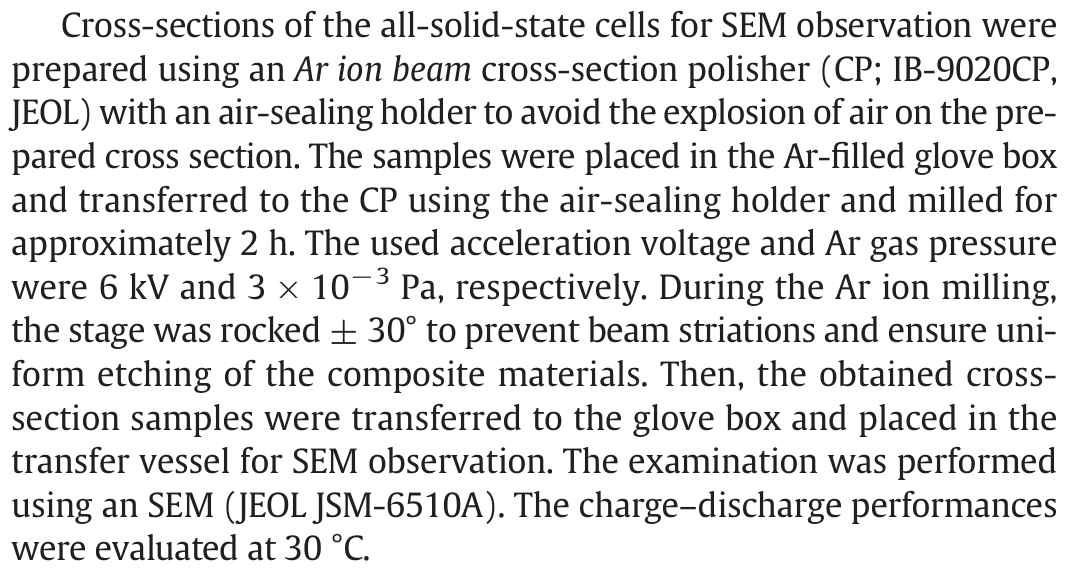 Cross-sections of the all-solid-state cells for SEM observation were
prepared using an Ar ion beam cross-section polisher (CP; IB-9020CP,
JEOL) with an air-sealing holder to avoid the explosion of air on the pre-
pared cross section. The samples were placed in the Ar-filled glove box
and transferred to the CP using the air-sealing holder and milled for
approximately 2 h. The used acceleration voltage and Ar gas pressure
were 6 kV and 3 × 10⁻³ Pa, respectively. During the Ar ion milling,
the stage was rocked ± 30° to prevent beam striations and ensure uni-
form etching of the composite materials. Then, the obtained cross-
section samples were transferred to the glove box and placed in the
transfer vessel for SEM observation. The examination was performed
using an SEM (JEOL JSM-6510A). The charge–discharge performances
were evaluated at 30 °C.